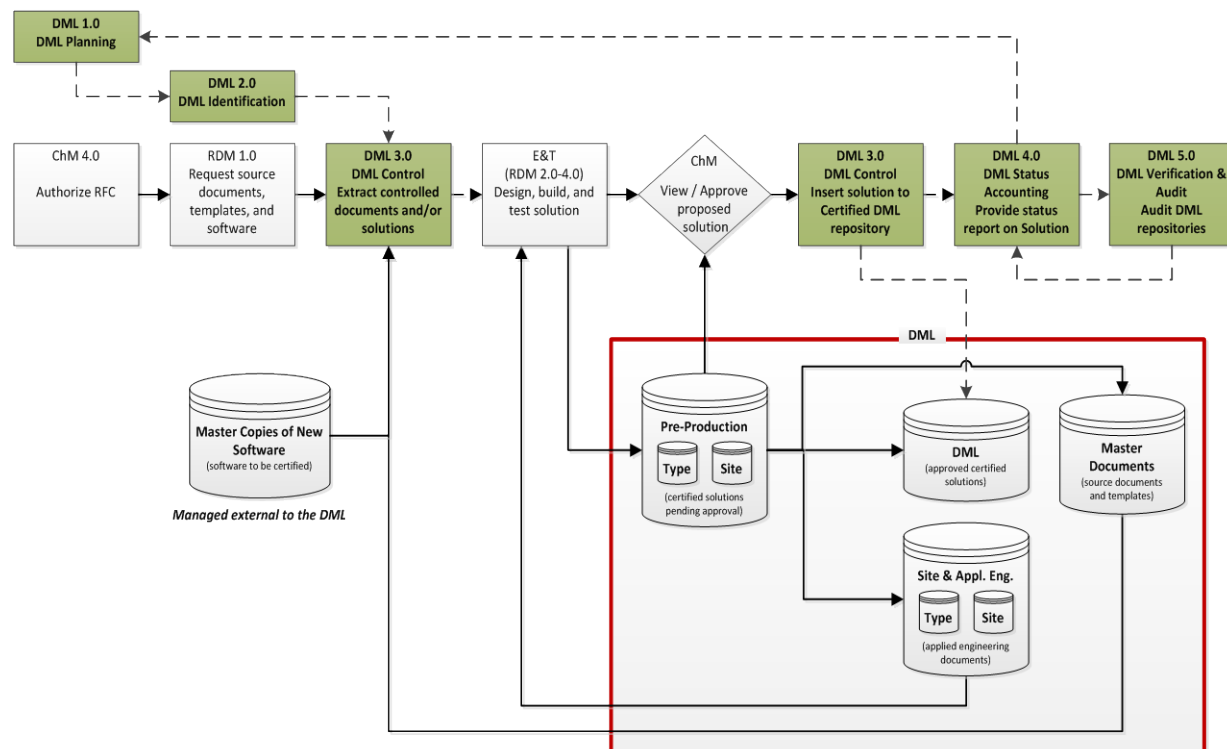 DML 1.0
DML Planning
DML 2.0
DML Identification
ChM 4.0
Authorize RFC
RDM 1.0
Request source
documents,
templates, and
software
DML 3.0
DML Control
Extract controlled
documents and/or
solutions
E&T
(RDM 2.0-4.0)
Design, build, and
test solution
ChM
View / Approve
proposed
solution
DML 3.0
DML Control
Insert solution to
Certified DML
repository
DML 4.0
DML Status
Accounting
Provide status
report on Solution
DML 5.0
DML Verification &
Audit
Audit DML
repositories
DML
Master Copies of New
Software
(software to be certified)
Managed external to the DML
Pre-Production
Type
Site
(certified solutions
pending approval)
DML
(approved certified
solutions)
Master
Documents
(source documents
and templates)
Site & Appl. Eng.
Type
Site
(applied engineering
documents)